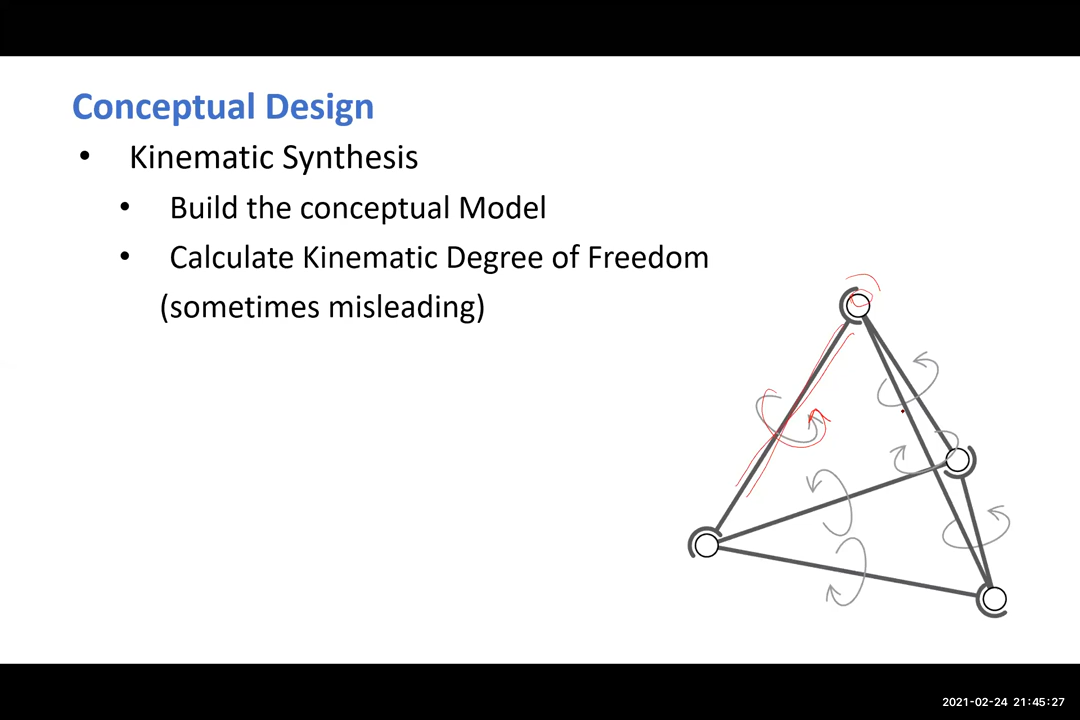 Conceptual Design
• Kinematic Synthesis
• Build the conceptual Model
• Calculate Kinematic Degree of Freedom
(sometimes misleading)
2021-02-24 21:45:27